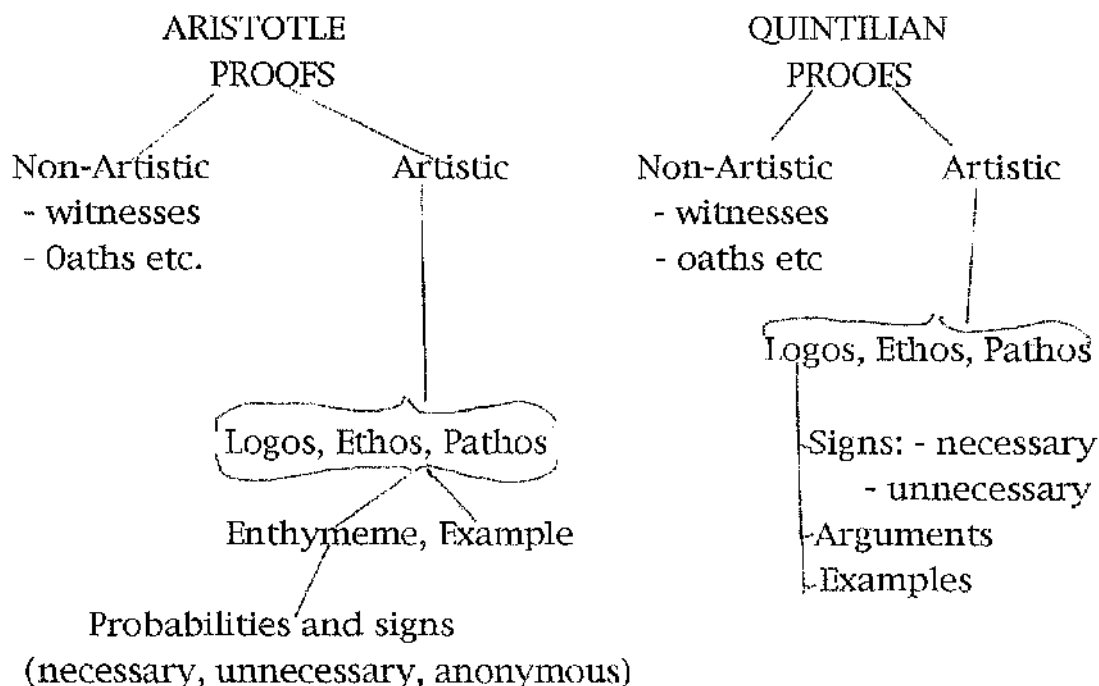 ARISTOTLE
PROOFS
Non-Artistic
- witnesses
- Oaths etc.
Artistic
Logos, Ethos, Pathos
Enthymeme, Example
Probabilities and signs
(necessary, unnecessary, anonymous)
QUINTILIAN
PROOFS
Non-Artistic
- witnesses
- oaths etc
Artistic
Logos, Ethos, Pathos
Signs: - necessary
- unnecessary
Arguments
Examples